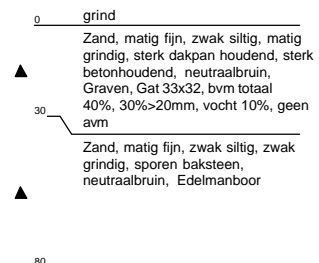 0 grind
Zand, matig fijn, zwak siltig, matig
grindig, sterk dakpan houdend, sterk
betonhoudend, neutraalbruin,
Graven, Gat 33x32, bvm totaal
40%, 30%>20mm, vocht 10%, geen
avm
30
Zand, matig fijn, zwak siltig, zwak
grindig, sporen baksteen,
neutraalbruin, Edelmanboor
80